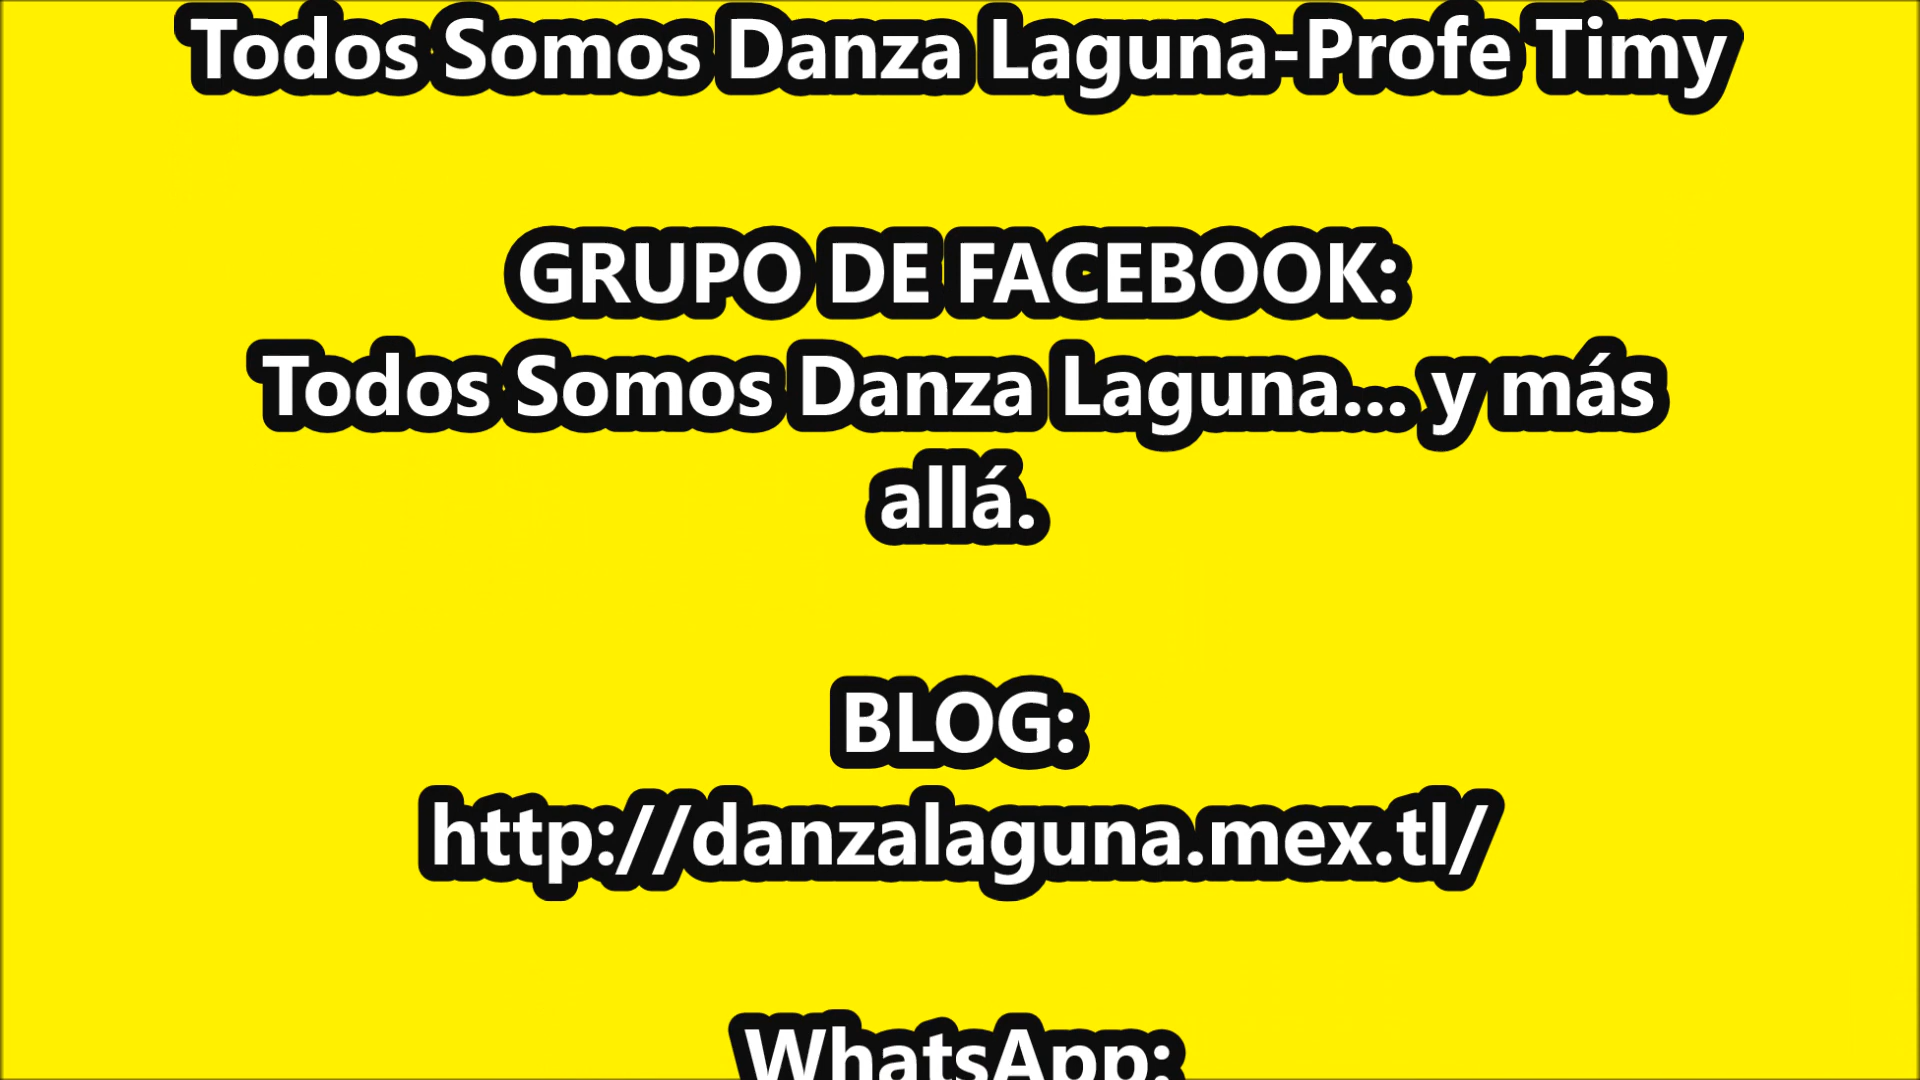 Todos Somos Danza Laguna-Profe Timy
GRUPO DE FACEBOOK:
Todos Somos Danza Laguna... y más
allá.
BLOG:
http://danzalaguna.mex.tl/
WhatsApp: